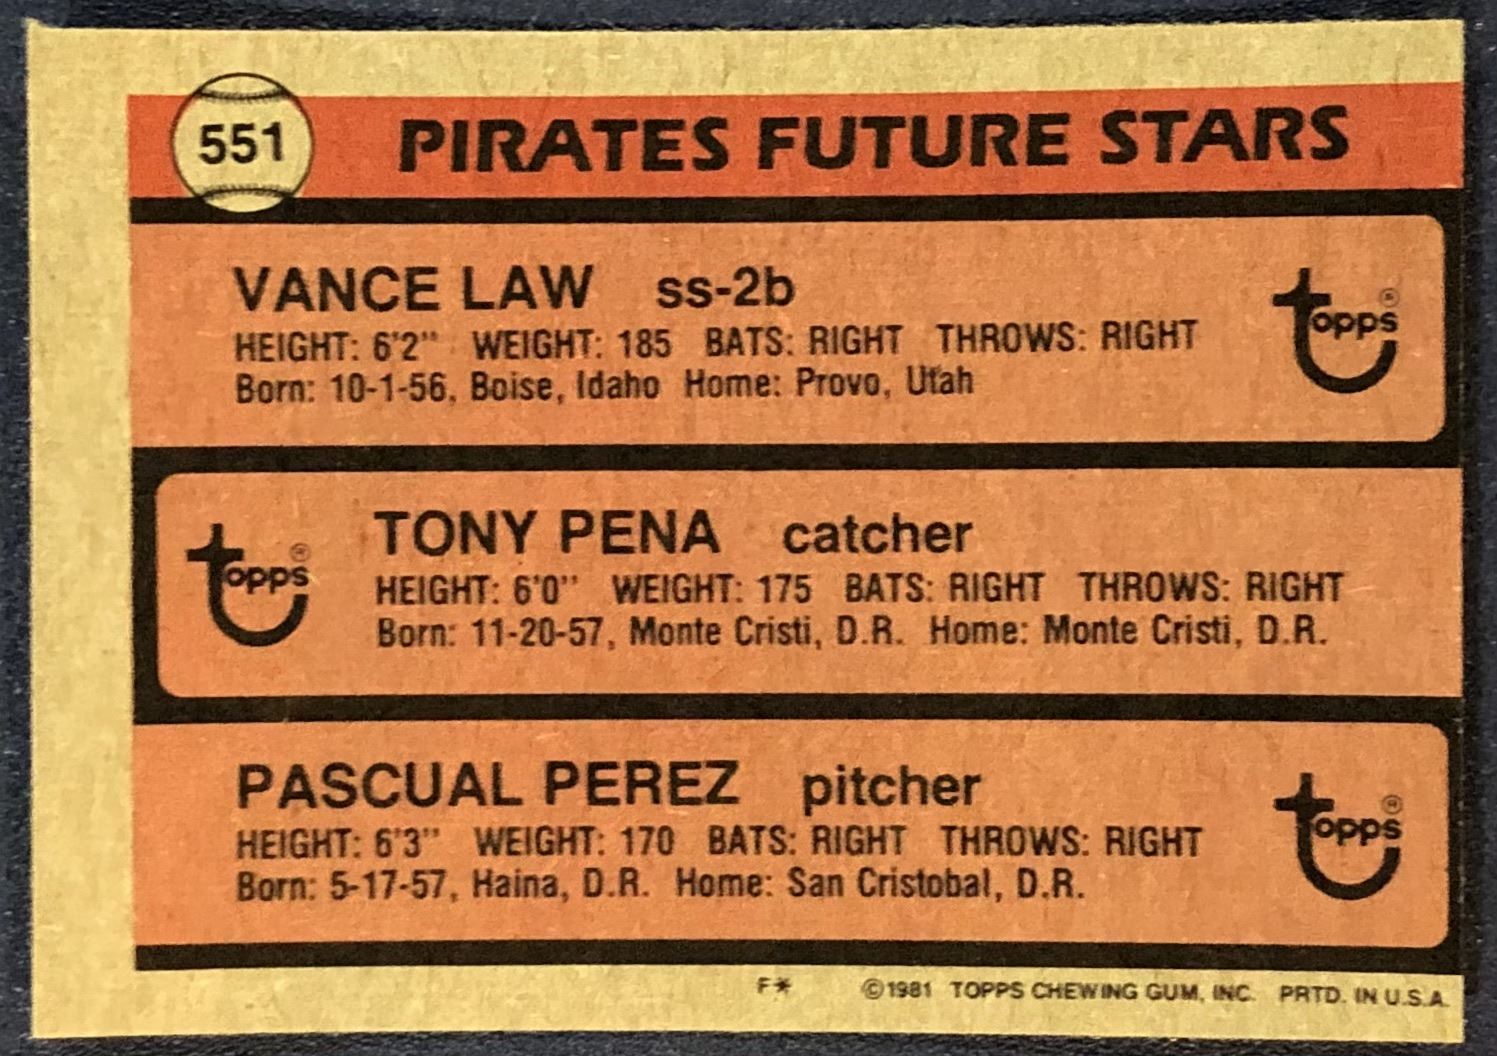 551
PIRATES FUTURE STARS
VANCE LAW ss-2b
HEIGHT: 6'2" WEIGHT: 185 BATS: RIGHT THROWS: RIGHT
Born: 10-1-56, Boise, Idaho Home: Provo, Utah
topps ®
topps ®
TONY PENA catcher
HEIGHT: 6'0" WEIGHT: 175 BATS: RIGHT THROWS: RIGHT
Born: 11-20-57, Monte Cristi, D.R. Home: Monte Cristi, D.R.
PASCUAL PEREZ pitcher
HEIGHT: 6'3" WEIGHT: 170 BATS: RIGHT THROWS: RIGHT
Born: 5-17-57, Haina, D.R. Home: San Cristobal, D.R.
topps ®
F* ©1981 TOPPS CHEWING GUM, INC. PRTD. IN U.S.A.